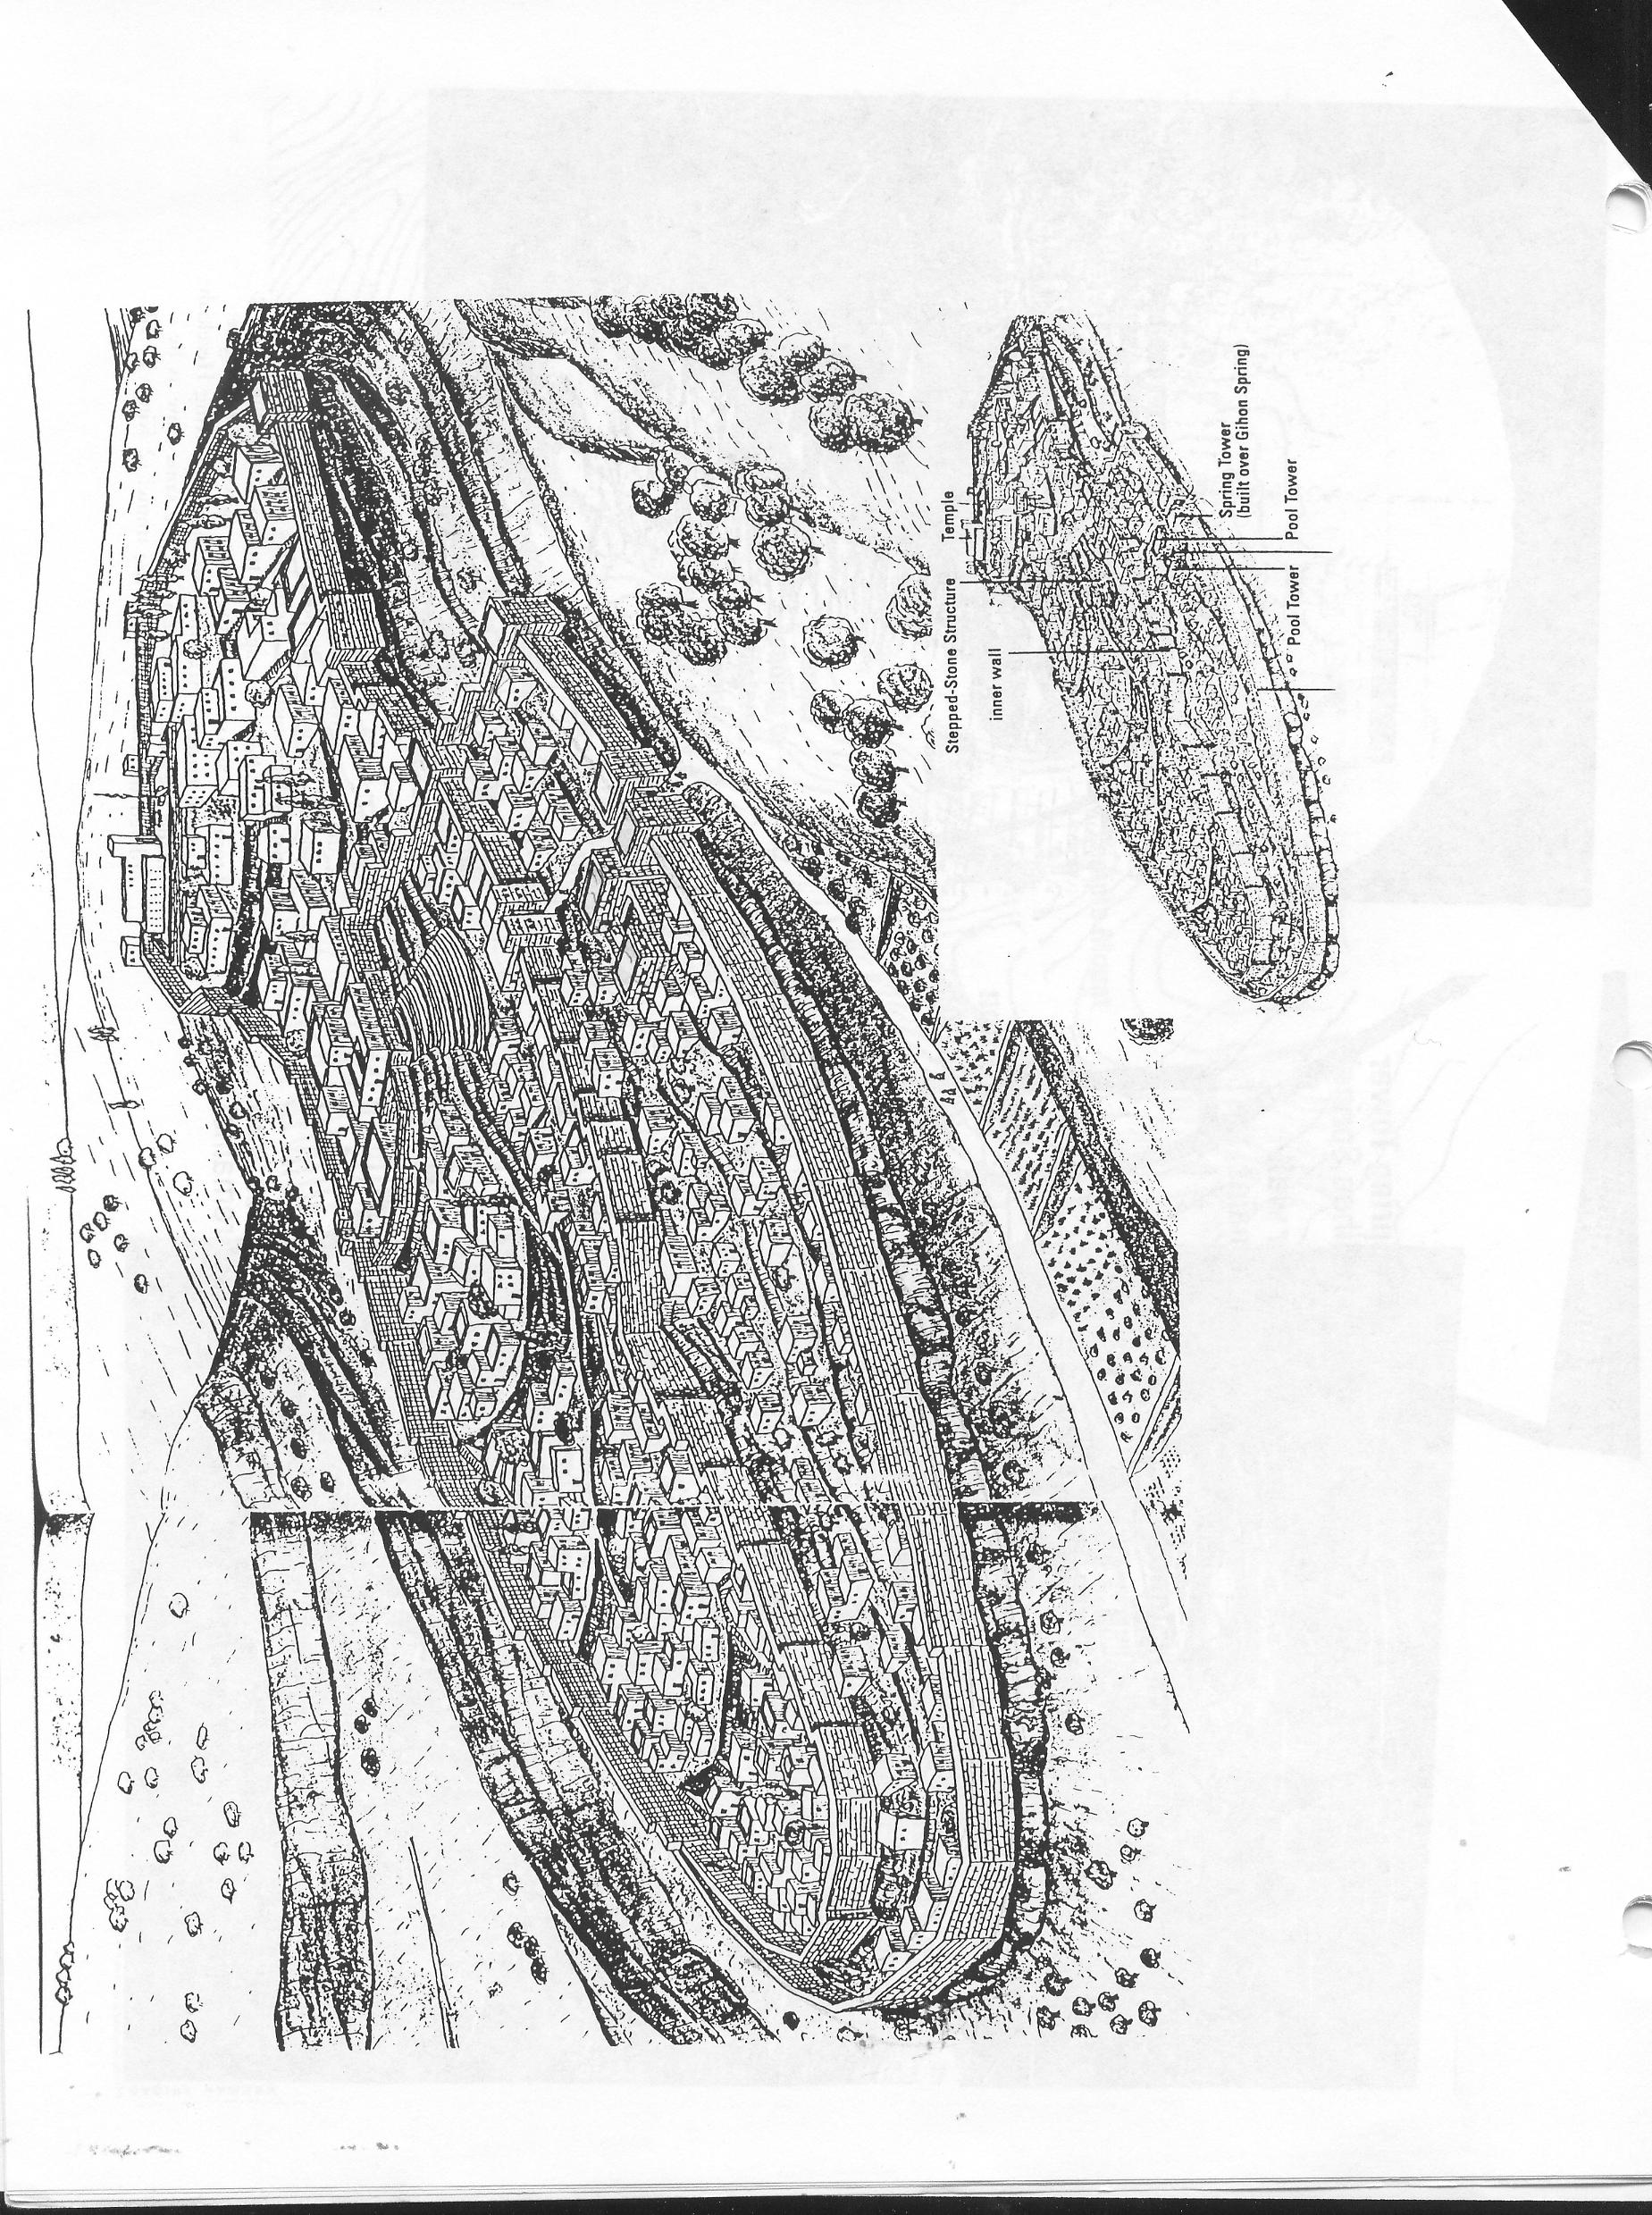 Temple
Stepped-Stone Structure
inner wall
Spring Tower
(built over Gihon Spring)
Pool Tower
Pool Tower